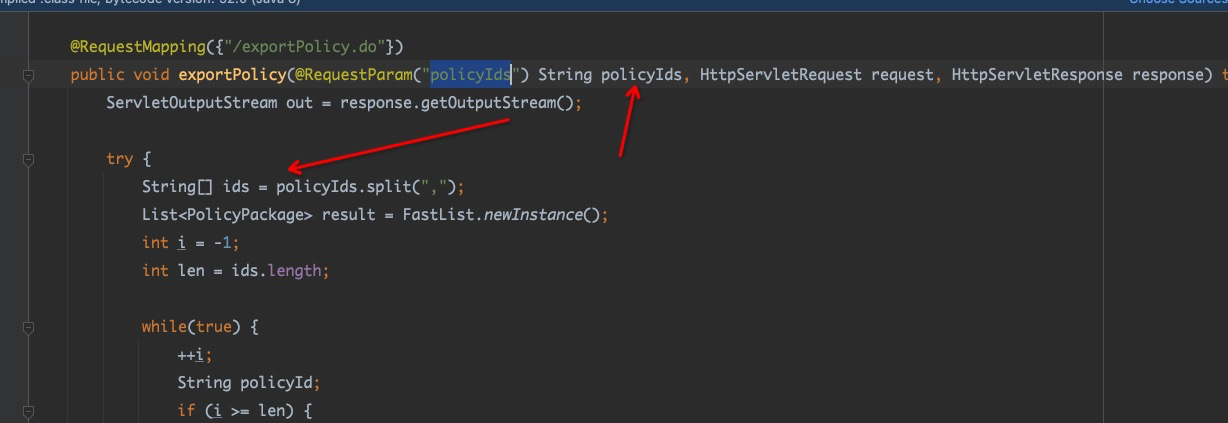 mpiled .class file, bytecode version: 52.0 (Java 8)
Choose Sources
@RequestMapping({"/exportPolicy.do"})
public void exportPolicy(@RequestParam("policyIds") String policyIds, HttpServletRequest request, HttpServletResponse response) t
ServletOutputStream out = response.getOutputStream();
try {
String[] ids = policyIds.split(",");
List<PolicyPackage> result = FastList.newInstance();
int i = -1;
int len = ids.length;
while(true) {
++i;
String policyId;
if (i >= len) {